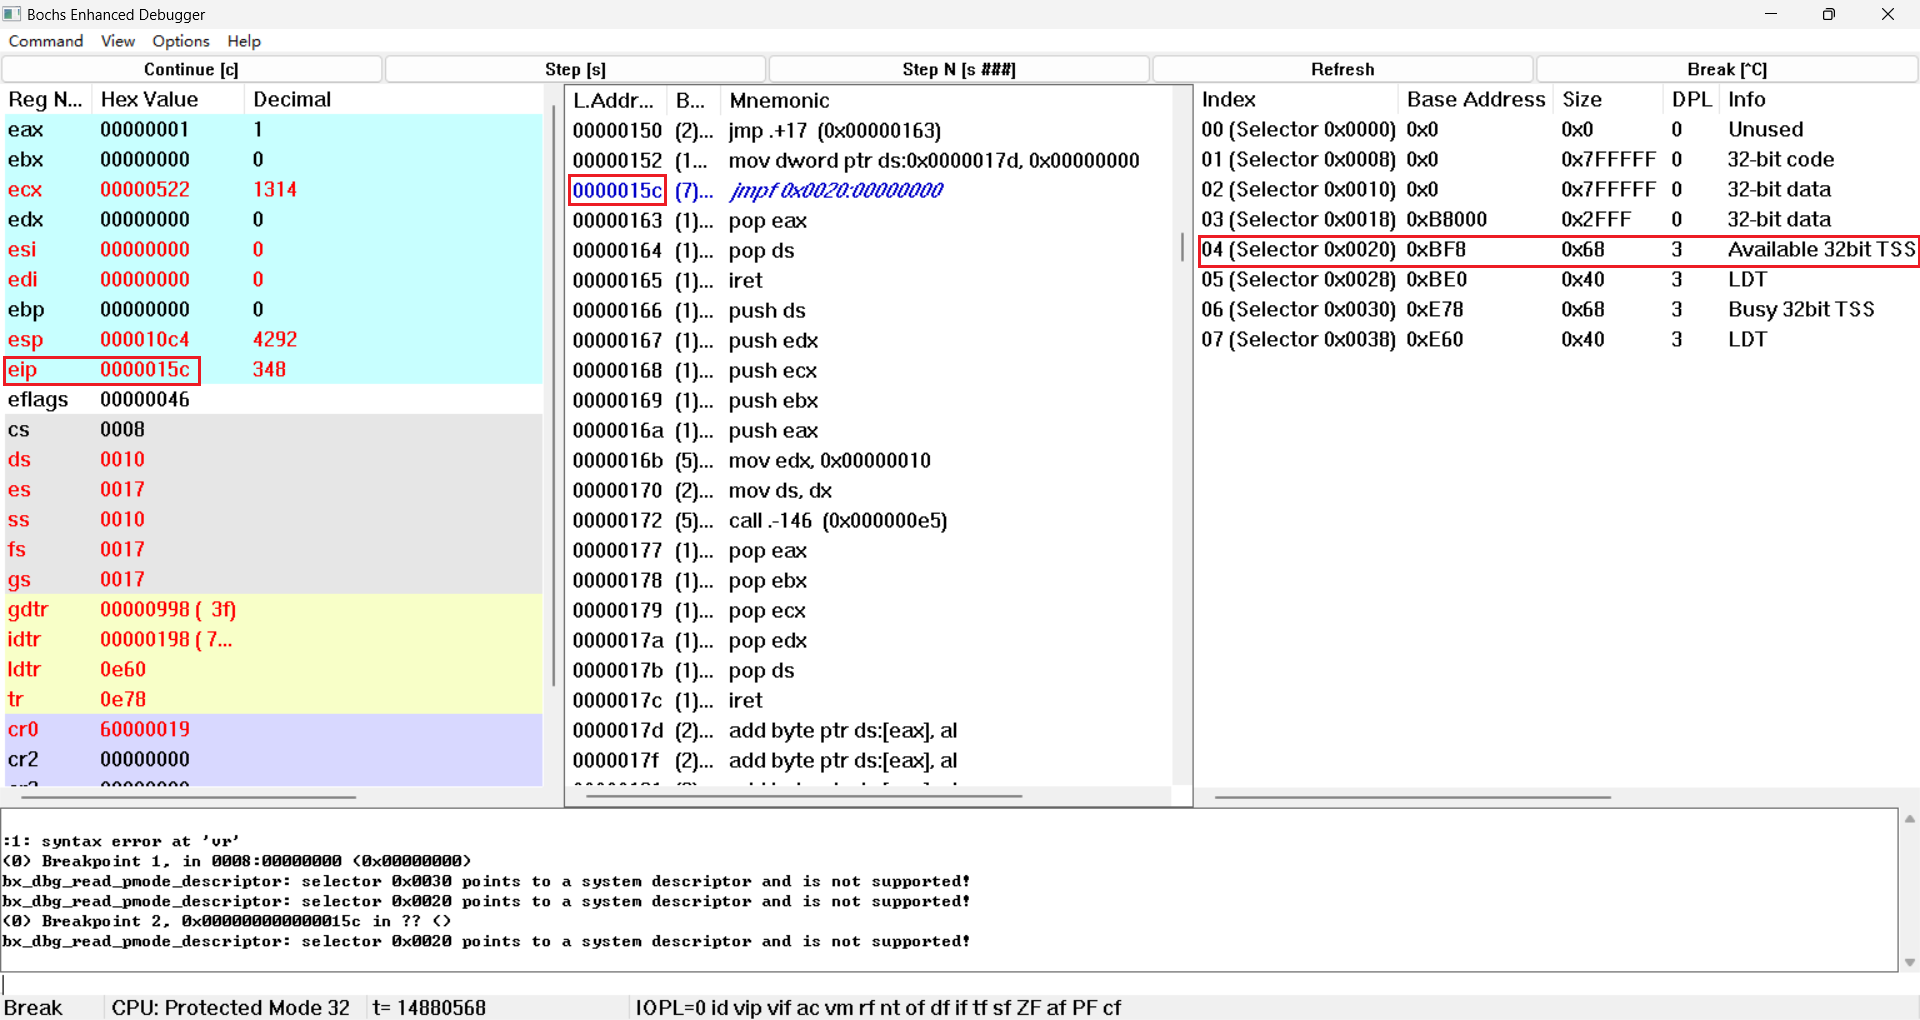 Bochs Enhanced Debugger
Command View Options Help
Continue [c] Step [s] Step N [s ###] Refresh Break [^C]
Reg N... Hex Value Decimal
eax 00000001 1
ebx 00000000 0
ecx 00000522 1314
edx 00000000 0
esi 00000000 0
edi 00000000 0
ebp 00000000 0
esp 000010c4 4292
eip 0000015c 348
eflags 00000046
cs 0008
ds 0010
es 0017
ss 0010
fs 0017
gs 0017
gdtr 00000998 ( 3f)
idtr 00000198 ( 7...
ldtr 0e60
tr 0e78
cr0 60000019
cr2 00000000
L.Addr... B... Mnemonic
00000150 (2)... jmp .+17 (0x00000163)
00000152 (1... mov dword ptr ds:0x0000017d, 0x00000000
0000015c (7)... jmpf 0x0020:00000000
00000163 (1)... pop eax
00000164 (1)... pop ds
00000165 (1)... iret
00000166 (1)... push ds
00000167 (1)... push edx
00000168 (1)... push ecx
00000169 (1)... push ebx
0000016a (1)... push eax
0000016b (5)... mov edx, 0x00000010
00000170 (2)... mov ds, dx
00000172 (5)... call .-146 (0x000000e5)
00000177 (1)... pop eax
00000178 (1)... pop ebx
00000179 (1)... pop ecx
0000017a (1)... pop edx
0000017b (1)... pop ds
0000017c (1)... iret
0000017d (2)... add byte ptr ds:[eax], al
0000017f (2)... add byte ptr ds:[eax], al
Index Base Address Size DPL Info
00 (Selector 0x0000) 0x0 0x0 0 Unused
01 (Selector 0x0008) 0x0 0x7FFFFF 0 32-bit code
02 (Selector 0x0010) 0x0 0x7FFFFF 0 32-bit data
03 (Selector 0x0018) 0xB8000 0x2FFF 0 32-bit data
04 (Selector 0x0020) 0xBF8 0x68 3 Available 32bit TSS
05 (Selector 0x0028) 0xBE0 0x40 3 LDT
06 (Selector 0x0030) 0xE78 0x68 3 Busy 32bit TSS
07 (Selector 0x0038) 0xE60 0x40 3 LDT
:1: syntax error at 'vr'
(0) Breakpoint 1, in 0008:00000000 (0x00000000)
bx_dbg_read_pmode_descriptor: selector 0x0030 points to a system descriptor and is not supported!
bx_dbg_read_pmode_descriptor: selector 0x0020 points to a system descriptor and is not supported!
(0) Breakpoint 2, 0x000000000000015c in ?? ()
bx_dbg_read_pmode_descriptor: selector 0x0020 points to a system descriptor and is not supported!
Break CPU: Protected Mode 32 t= 14880568 IOPL=0 id vip vif ac vm rf nt of df if tf sf ZF af PF cf